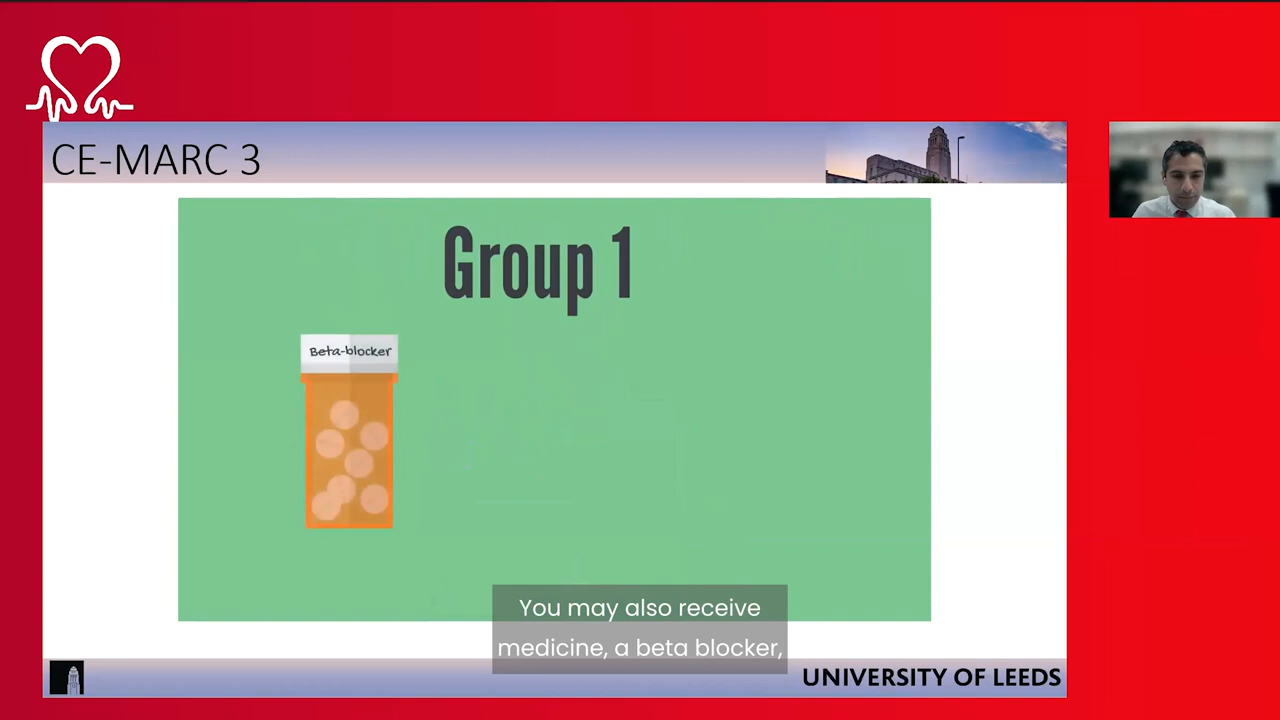 CE-MARC 3
Group 1
Beta-blocker
You may also receive
medicine, a beta blocker,
UNIVERSITY OF LEEDS